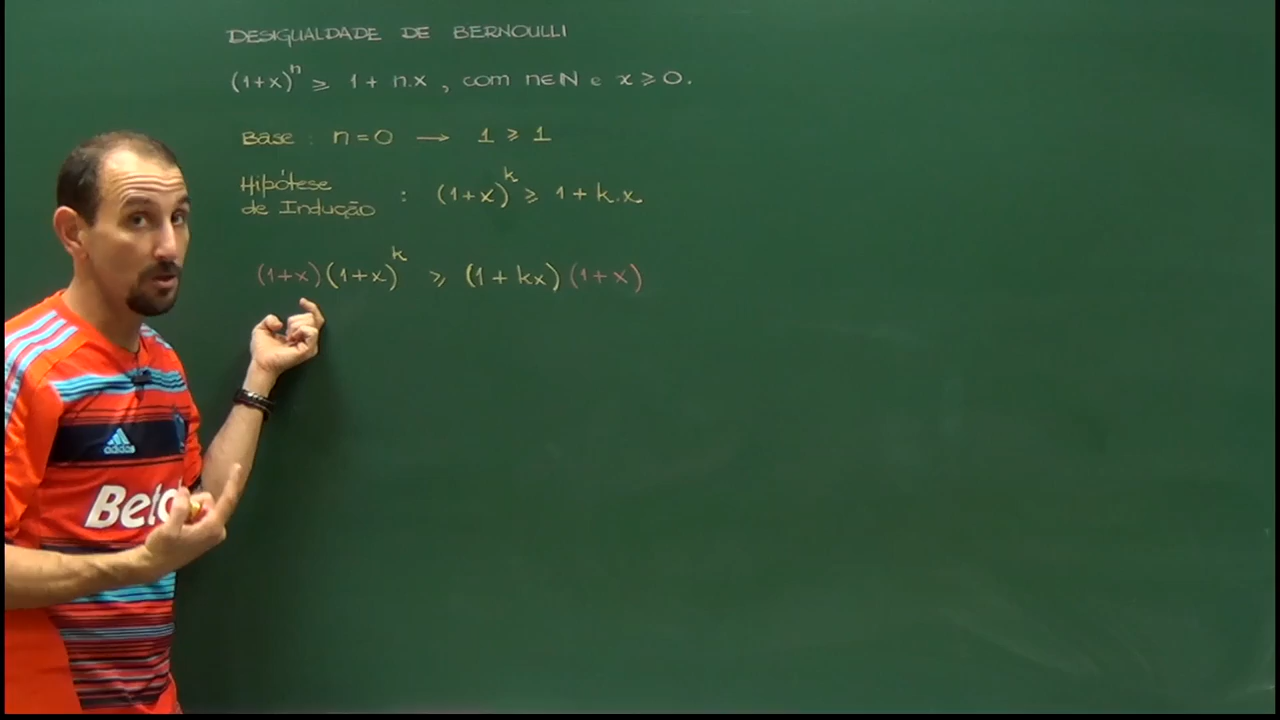 DESIGUALDADE DE BERNOULLI
(1+x)^n ⩾ 1 + n.x , com n∈ℕ e x ⩾ 0.
Base : n = 0 → 1 ⩾ 1
Hipótese
de Indução : (1+x)^k ⩾ 1 + k.x
(1+x)(1+x)^k ⩾ (1+kx)(1+x)
adidas